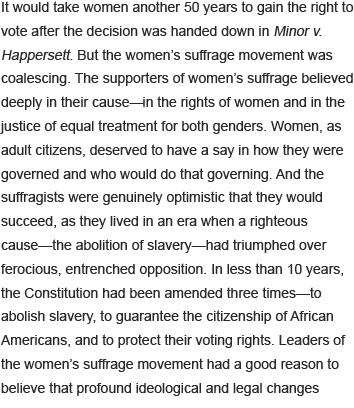 It would take women another 50 years to gain the right to
vote after the decision was handed down in Minor v.
Happersett. But the women's suffrage movement was
coalescing. The supporters of women's suffrage believed
deeply in their cause—in the rights of women and in the
justice of equal treatment for both genders. Women, as
adult citizens, deserved to have a say in how they were
governed and who would do that governing. And the
suffragists were genuinely optimistic that they would
succeed, as they lived in an era when a righteous
cause—the abolition of slavery—had triumphed over
ferocious, entrenched opposition. In less than 10 years,
the Constitution had been amended three times—to
abolish slavery, to guarantee the citizenship of African
Americans, and to protect their voting rights. Leaders of
the women's suffrage movement had a good reason to
believe that profound ideological and legal changes